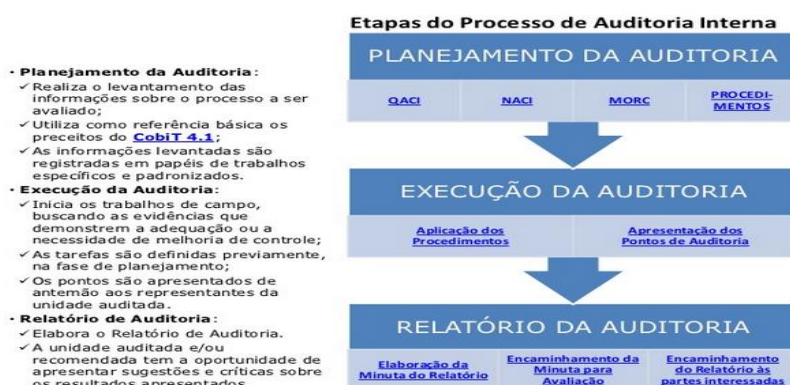 Etapas do Processo de Auditoria Interna
• Planejamento da Auditoria:
✓ Realiza o levantamento das
informações sobre o processo a ser
avaliado;
✓ Utiliza como referência básica os
preceitos do CobiT 4.1;
✓ As informações levantadas são
registradas em papéis de trabalhos
específicos e padronizados.
• Execução da Auditoria:
✓ Inicia os trabalhos de campo,
buscando as evidências que
demonstrem a adequação ou a
necessidade de melhoria de controle;
✓ As tarefas são definidas previamente,
na fase de planejamento;
✓ Os pontos são apresentados de
antemão aos representantes da
unidade auditada.
• Relatório de Auditoria:
✓ Elabora o Relatório de Auditoria.
✓ A unidade auditada e/ou
recomendada tem a oportunidade de
apresentar sugestões e críticas sobre
os resultados apresentados
PLANEJAMENTO DA AUDITORIA
QACI
NACI
MORC
PROCEDI-
MENTOS
EXECUÇÃO DA AUDITORIA
Aplicação dos
Procedimentos
Apresentação dos
Pontos de Auditoria
RELATÓRIO DA AUDITORIA
Elaboração da
Minuta do Relatório
Encaminhamento da
Minuta para
Avaliação
Encaminhamento
do Relatório às
partes interessadas